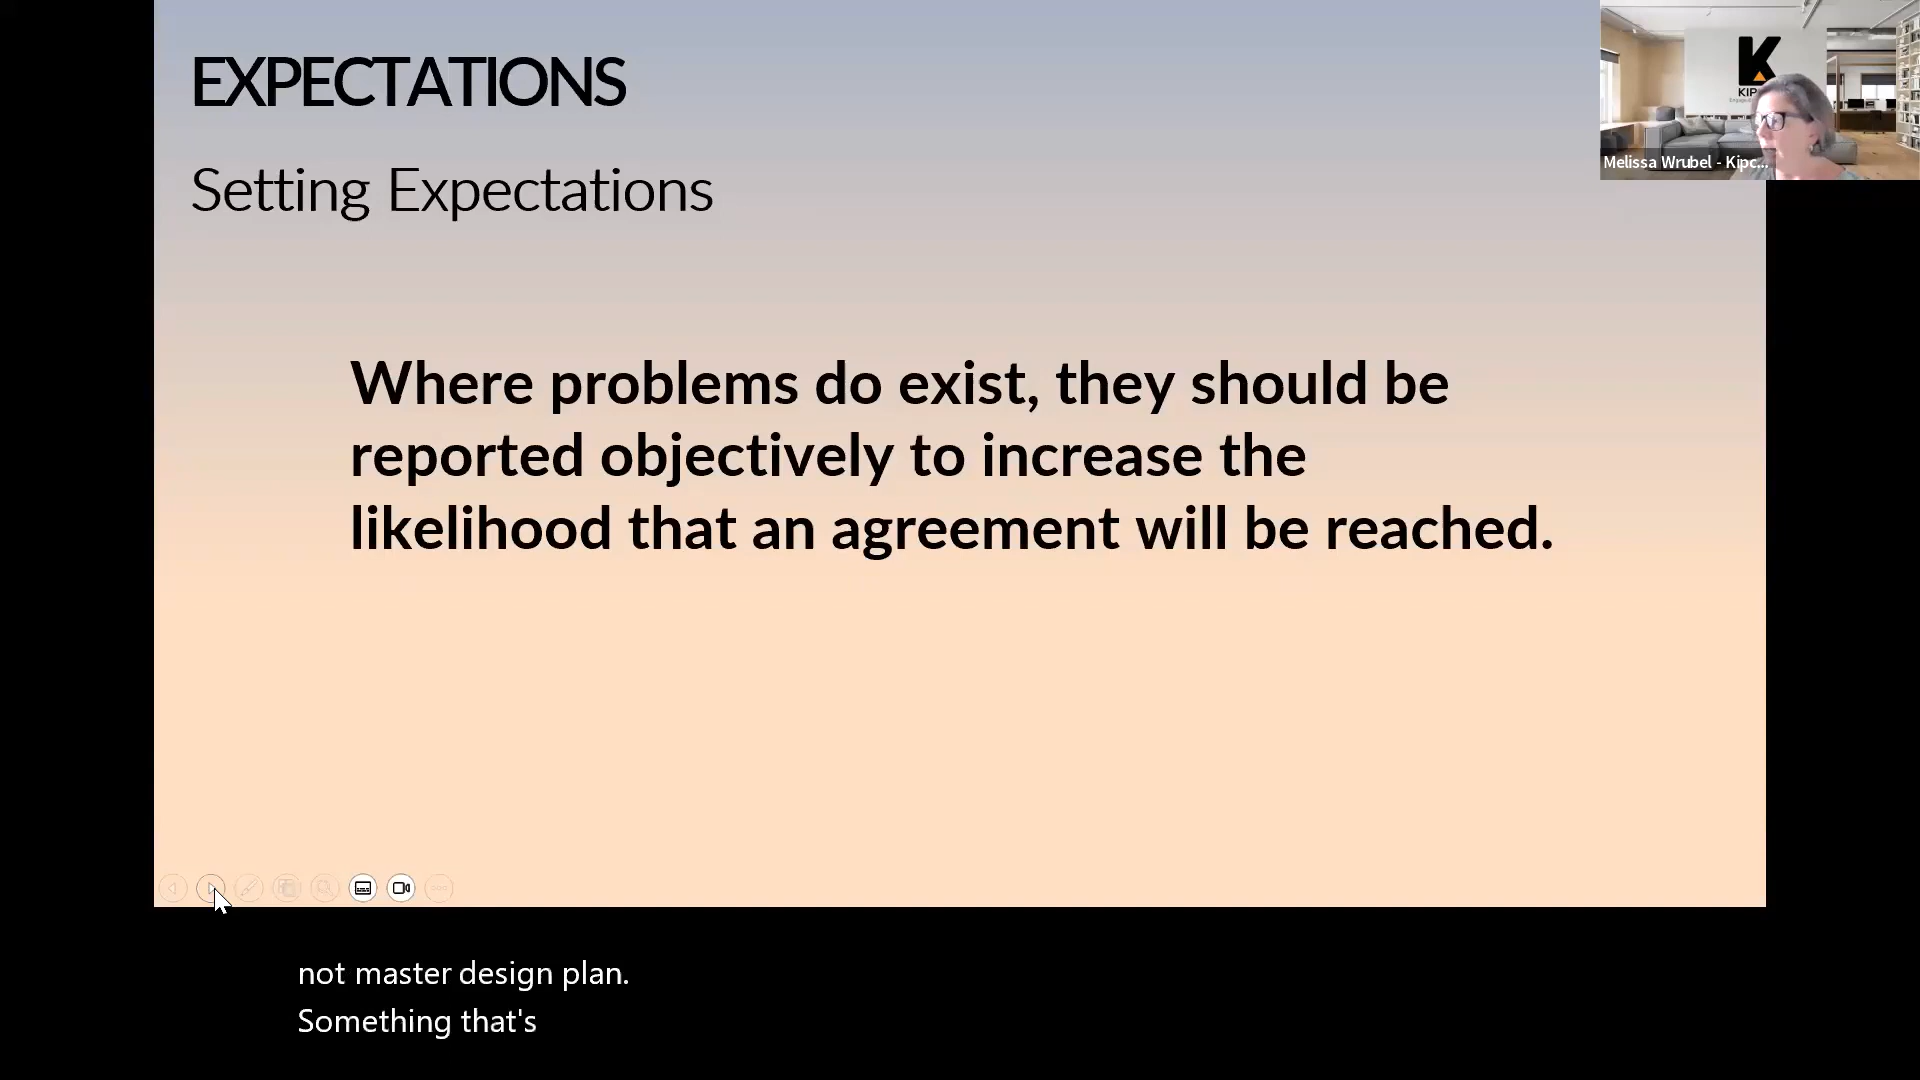 EXPECTATIONS
Setting Expectations
Where problems do exist, they should be
reported objectively to increase the
likelihood that an agreement will be reached.
K
KIP
Melissa Wrubel - Kipc...
not master design plan.
Something that's